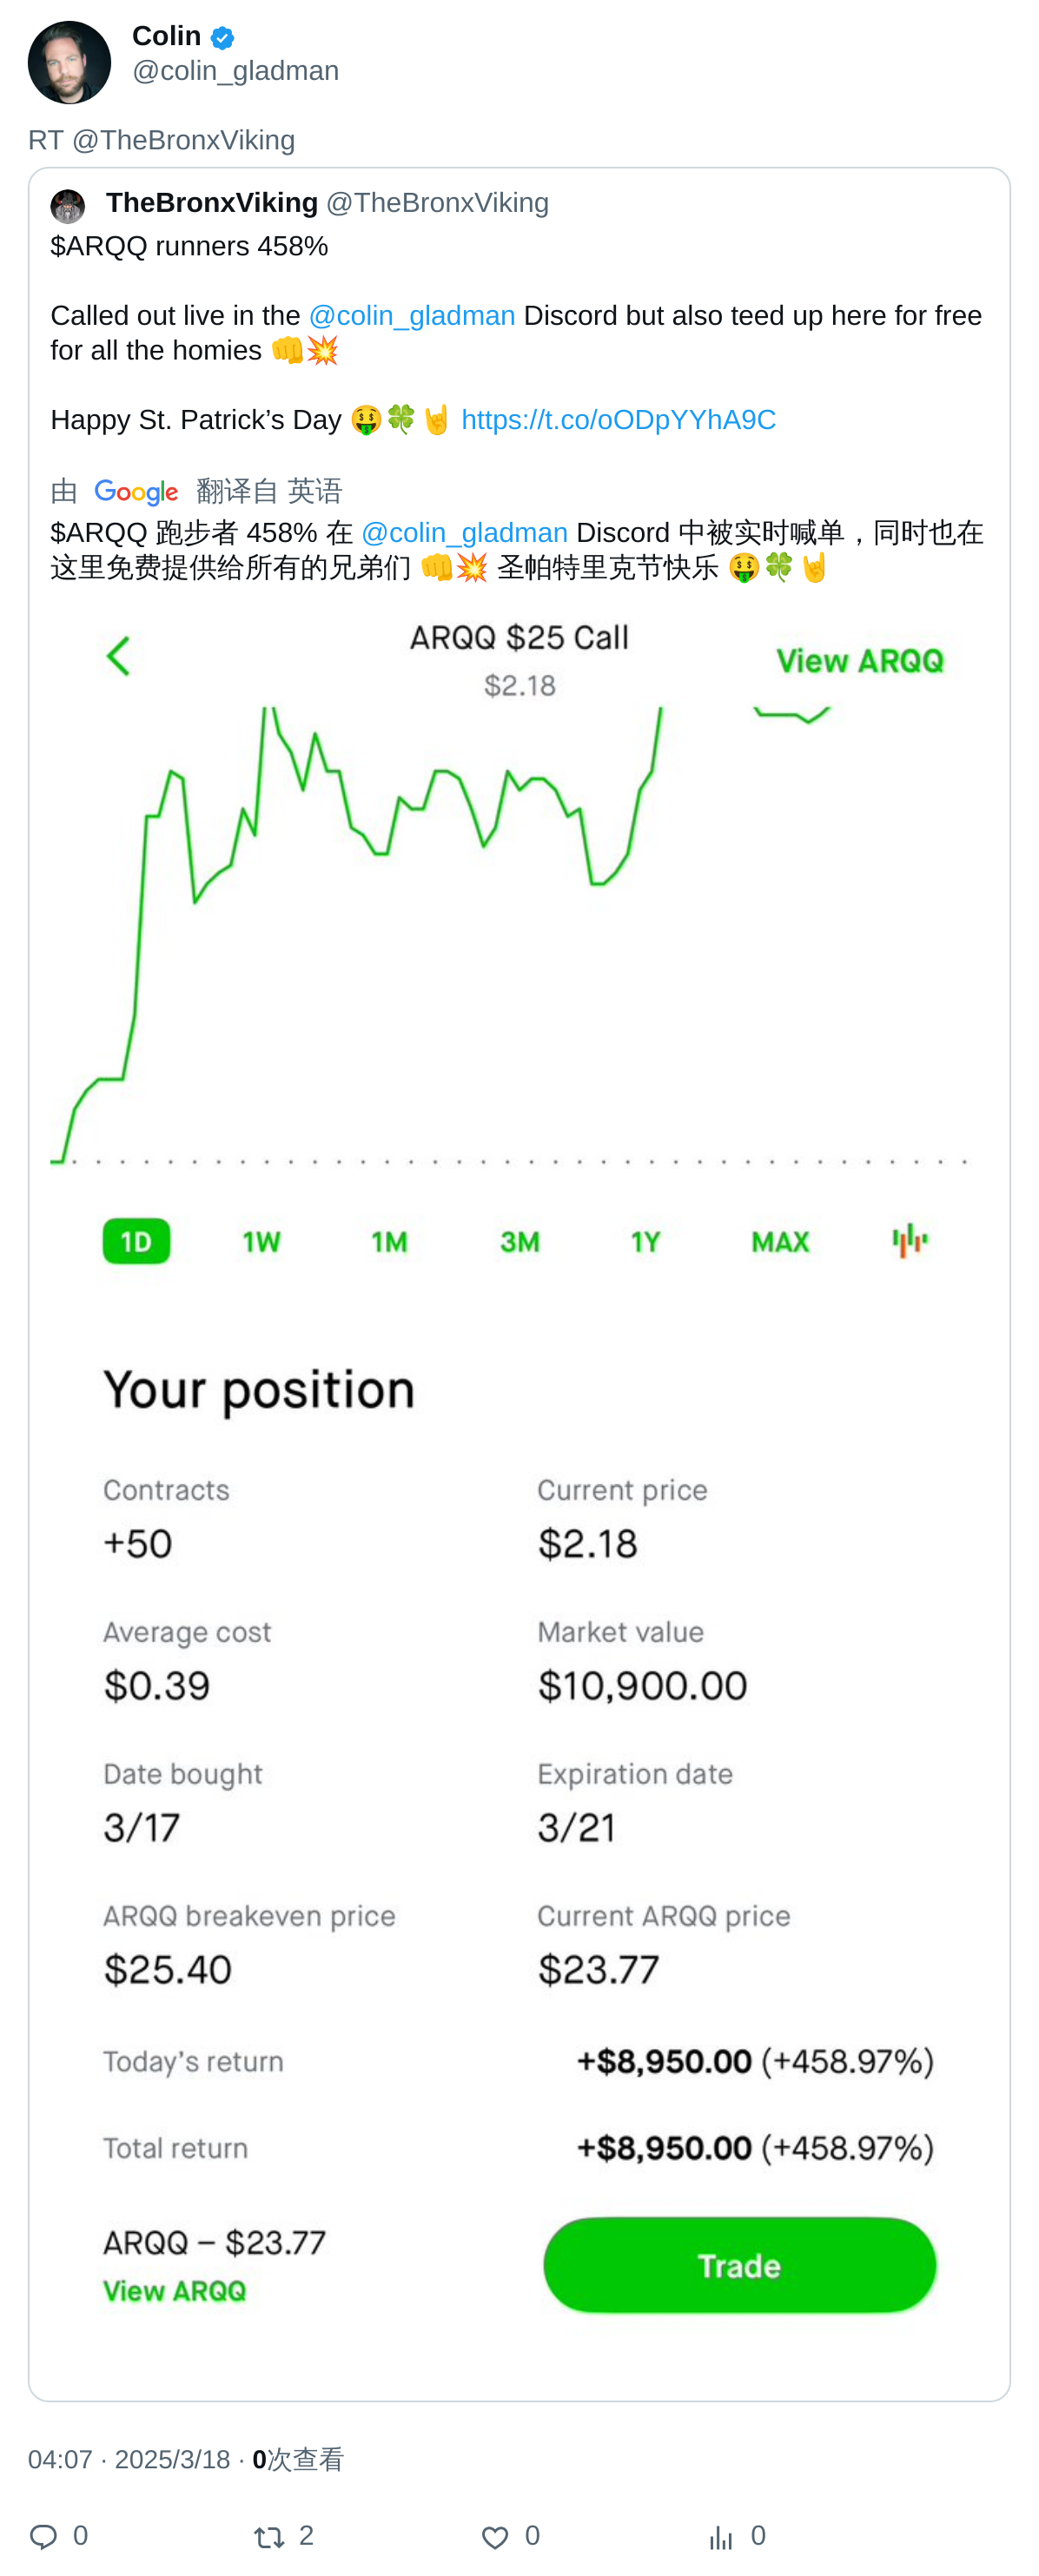 Colin
@colin_gladman
RT @TheBronxViking
TheBronxViking @TheBronxViking
$ARQQ runners 458%
Called out live in the @colin_gladman Discord but also teed up here for free
for all the homies 👊💥
Happy St. Patrick’s Day 🤑🍀🤘 https://t.co/oODpYYhA9C
由 Google 翻译自 英语
$ARQQ 跑步者 458% 在 @colin_gladman Discord 中被实时喊单，同时也在
这里免费提供给所有的兄弟们 👊💥 圣帕特里克节快乐 🤑🍀🤘
ARQQ $25 Call
$2.18
View ARQQ
1D 1W 1M 3M 1Y MAX
Your position
Contracts Current price
+50 $2.18
Average cost Market value
$0.39 $10,900.00
Date bought Expiration date
3/17 3/21
ARQQ breakeven price Current ARQQ price
$25.40 $23.77
Today’s return +$8,950.00 (+458.97%)
Total return +$8,950.00 (+458.97%)
ARQQ – $23.77
View ARQQ
Trade
04:07 · 2025/3/18 · 0次查看
0 2 0 0